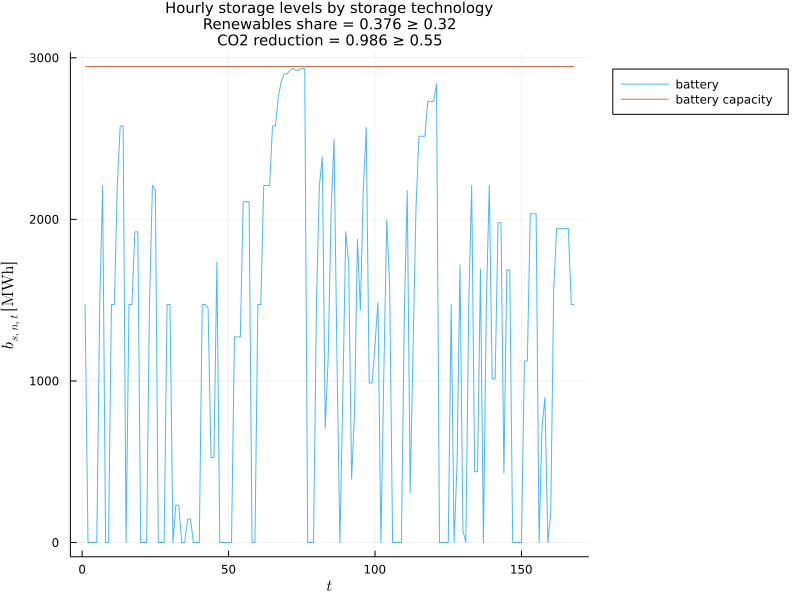 Hourly storage levels by storage technology
Renewables share = 0.376 ≥ 0.32
CO2 reduction = 0.986 ≥ 0.55
3000
2000
1000
0
b_{s, n, t} [MWh]
0 50 100 150
t
battery
battery capacity